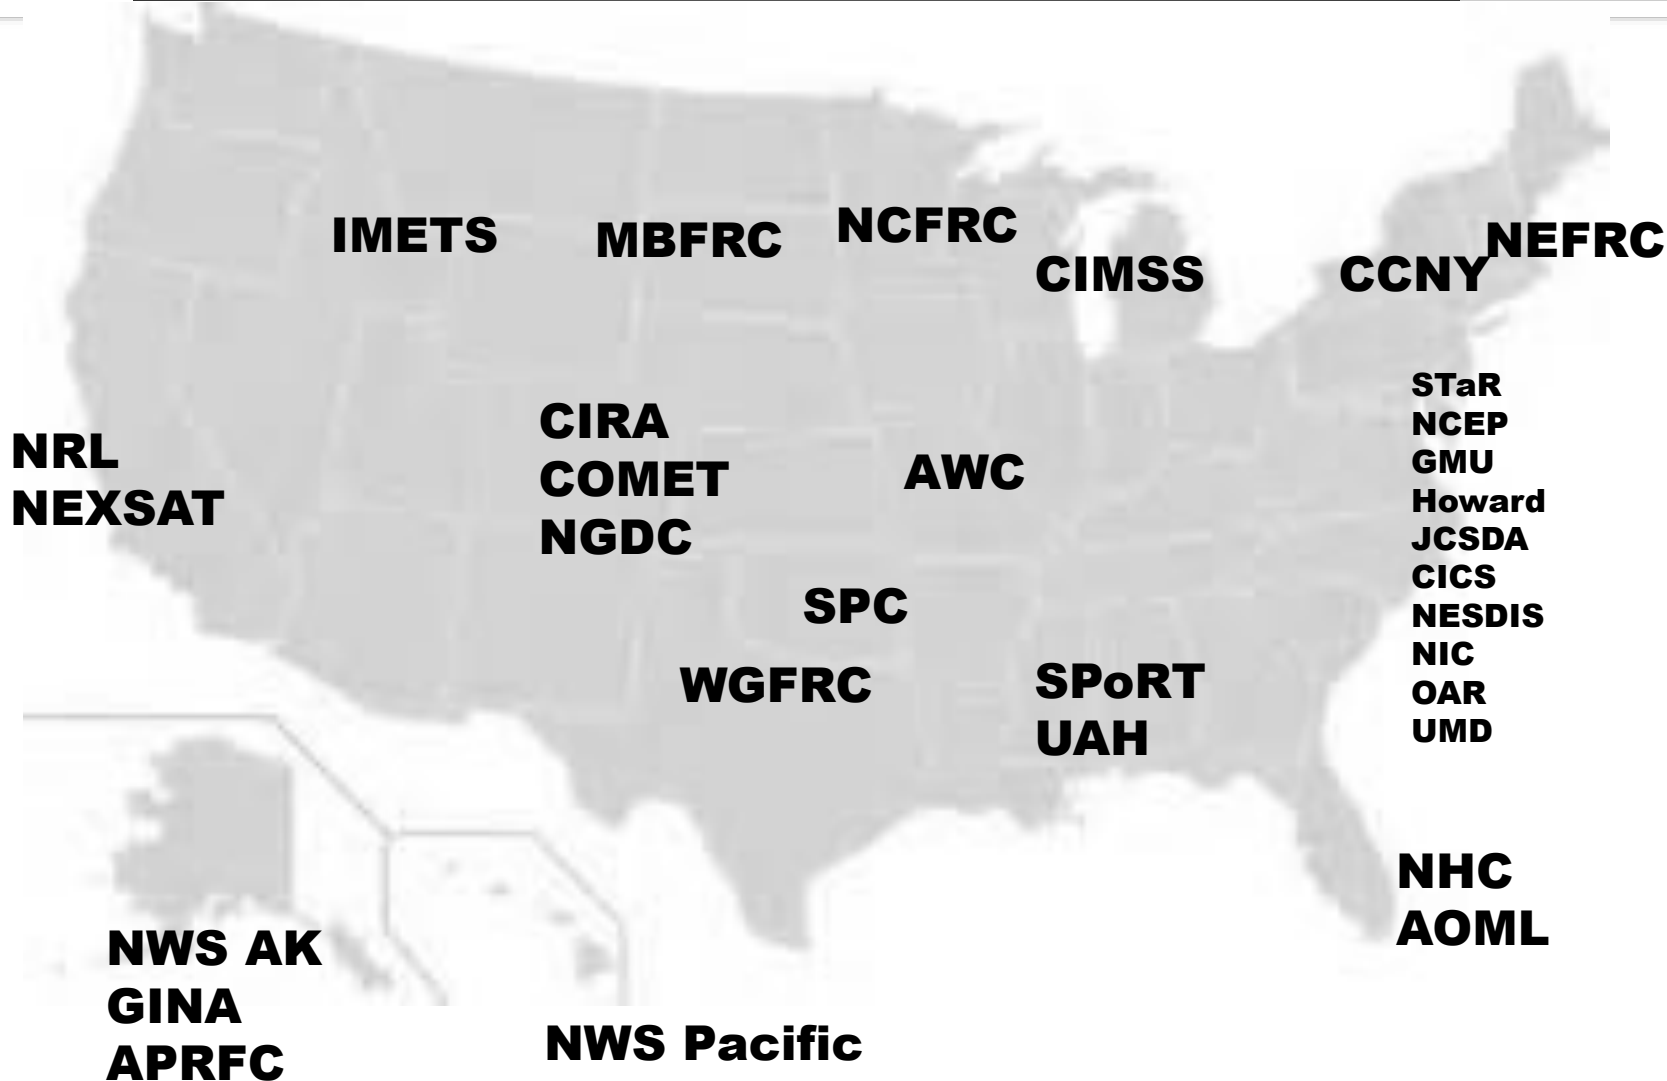 IMETS
MBFRC
NCFRC
CIMSS
CCNY
NEFRC
NRL
NEXSAT
CIRA
COMET
NGDC
AWC
SPC
WGFRC
SPoRT
UAH
STaR
NCEP
GMU
Howard
JCSDA
CICS
NESDIS
NIC
OAR
UMD
NHC
AOML
NWS AK
GINA
APRFC
NWS Pacific